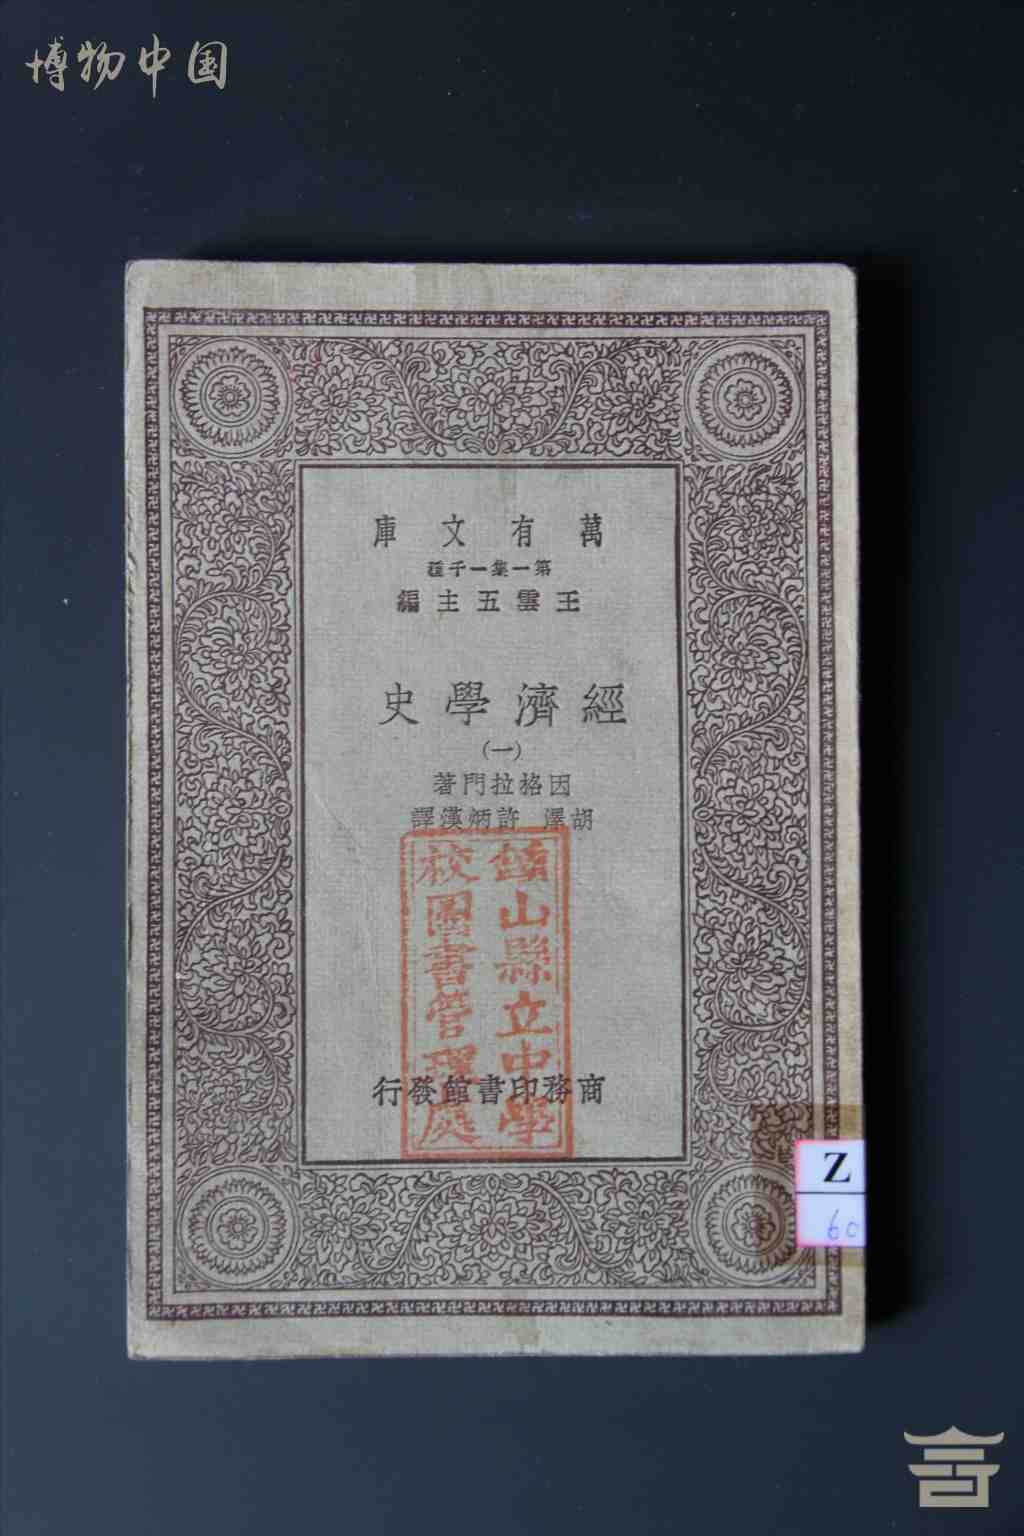 博物中国
萬有文庫
第一集一千種
王雲五主編
經濟學史
(一)
因格拉門著
胡澤 許炳漢譯
山縣立中學
校圖書管理處
商務印書館發行
Z
60